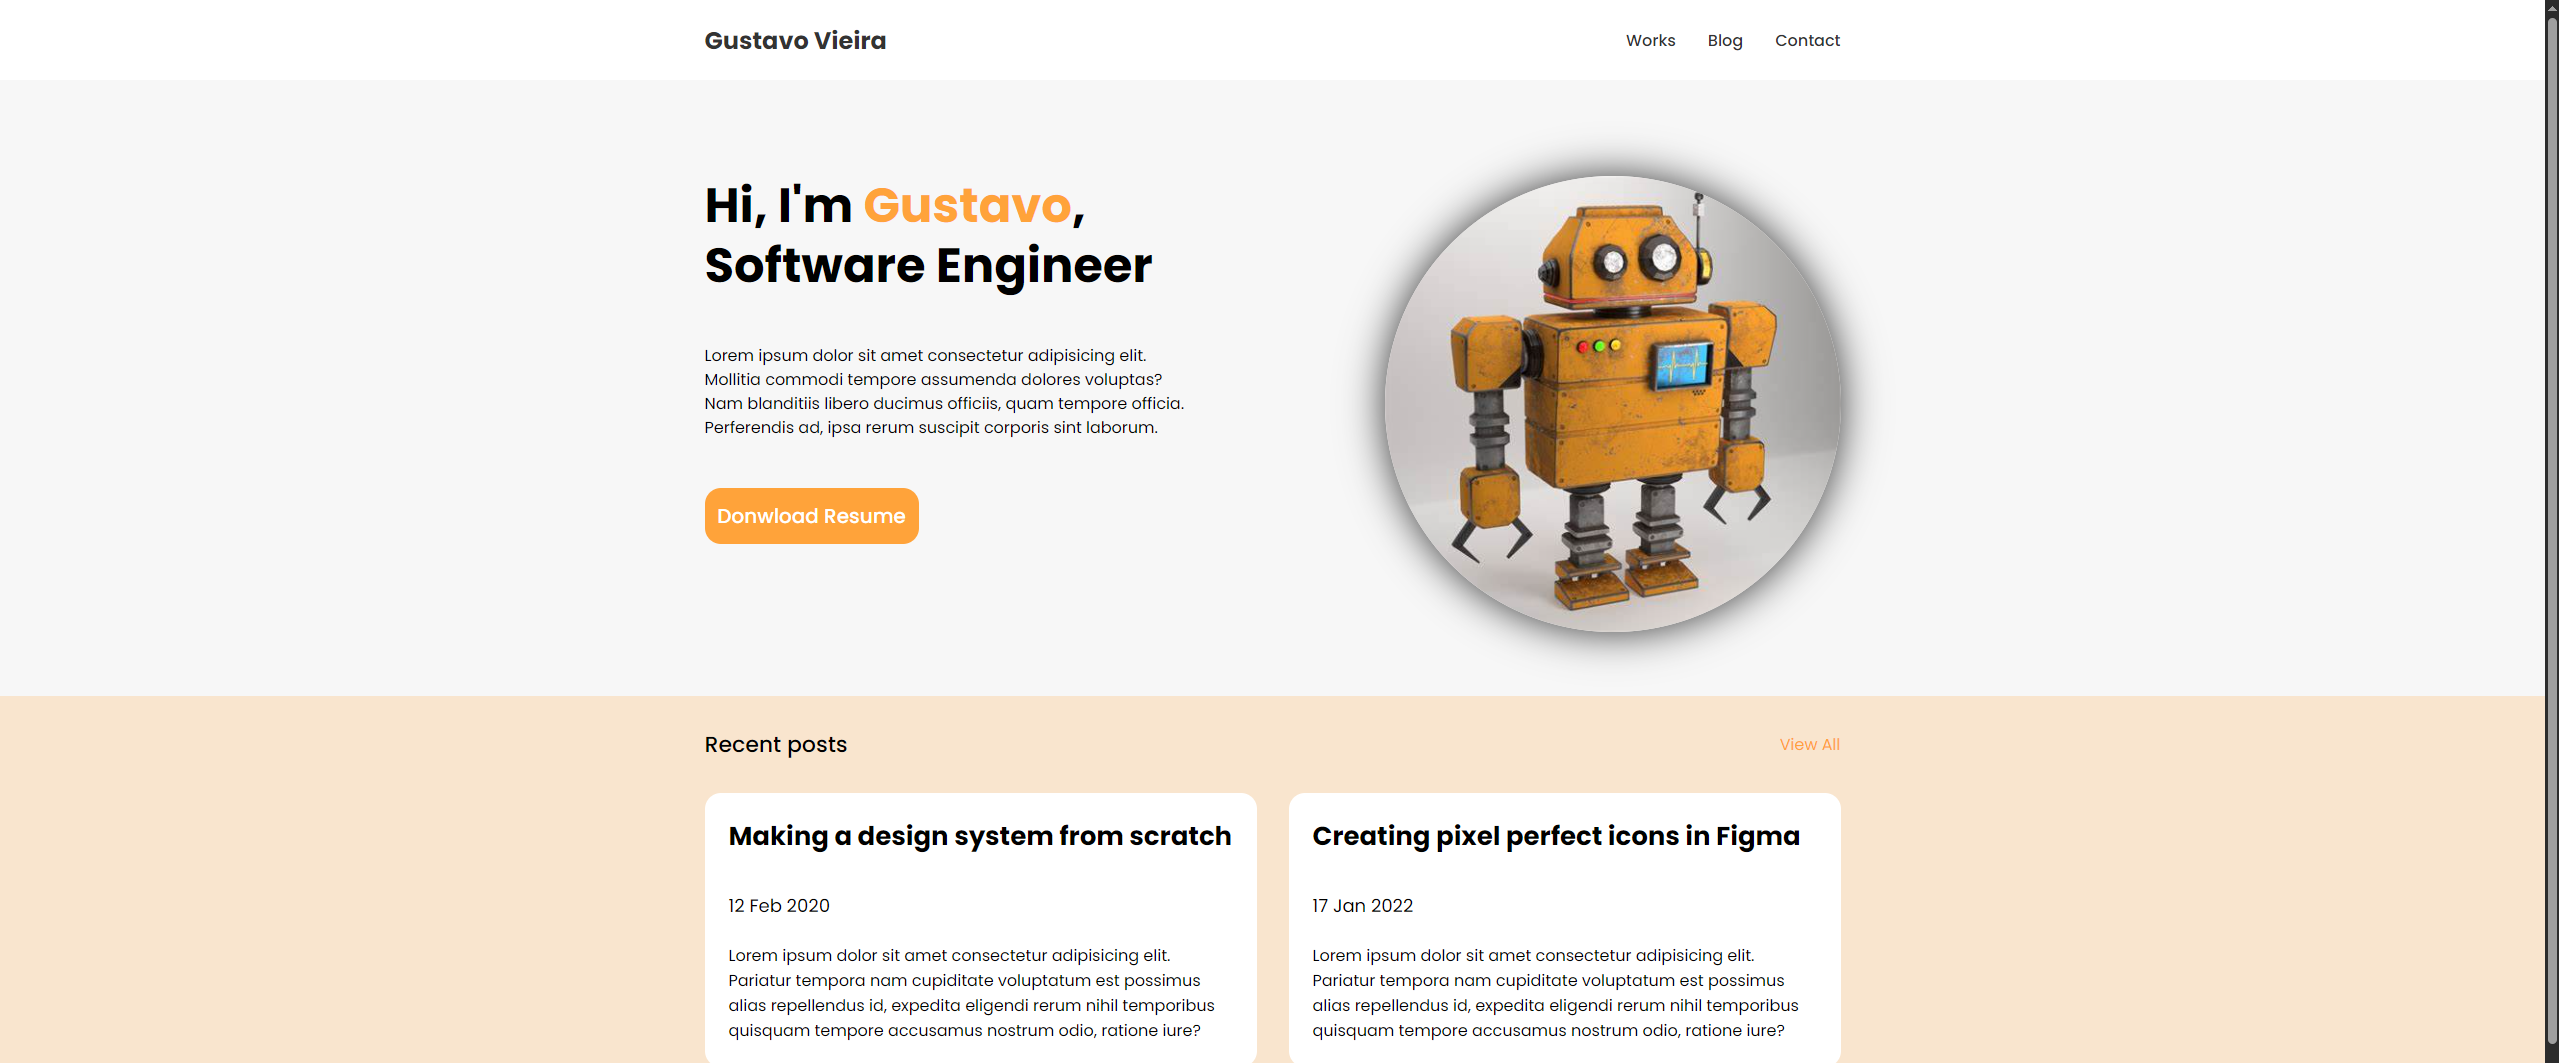 Gustavo Vieira
Works Blog Contact
Hi, I'm Gustavo,
Software Engineer
Lorem ipsum dolor sit amet consectetur adipisicing elit.
Mollitia commodi tempore assumenda dolores voluptas?
Nam blanditiis libero ducimus officiis, quam tempore officia.
Perferendis ad, ipsa rerum suscipit corporis sint laborum.
Donwload Resume
Recent posts
View All
Making a design system from scratch
12 Feb 2020
Lorem ipsum dolor sit amet consectetur adipisicing elit.
Pariatur tempora nam cupiditate voluptatum est possimus
alias repellendus id, expedita eligendi rerum nihil temporibus
quisquam tempore accusamus nostrum odio, ratione iure?
Creating pixel perfect icons in Figma
17 Jan 2022
Lorem ipsum dolor sit amet consectetur adipisicing elit.
Pariatur tempora nam cupiditate voluptatum est possimus
alias repellendus id, expedita eligendi rerum nihil temporibus
quisquam tempore accusamus nostrum odio, ratione iure?